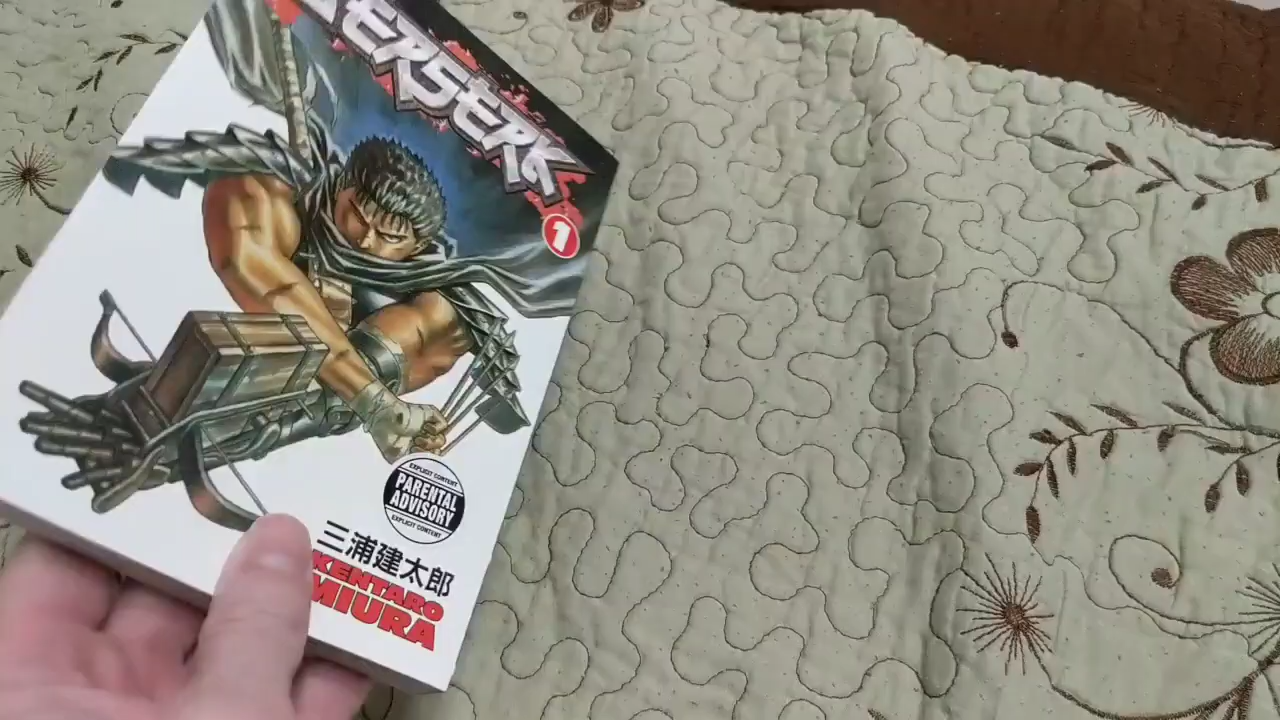 BERSERK
1
EXPLICIT CONTENT
PARENTAL
ADVISORY
EXPLICIT CONTENT
三浦建太郎
KENTARO
MIURA